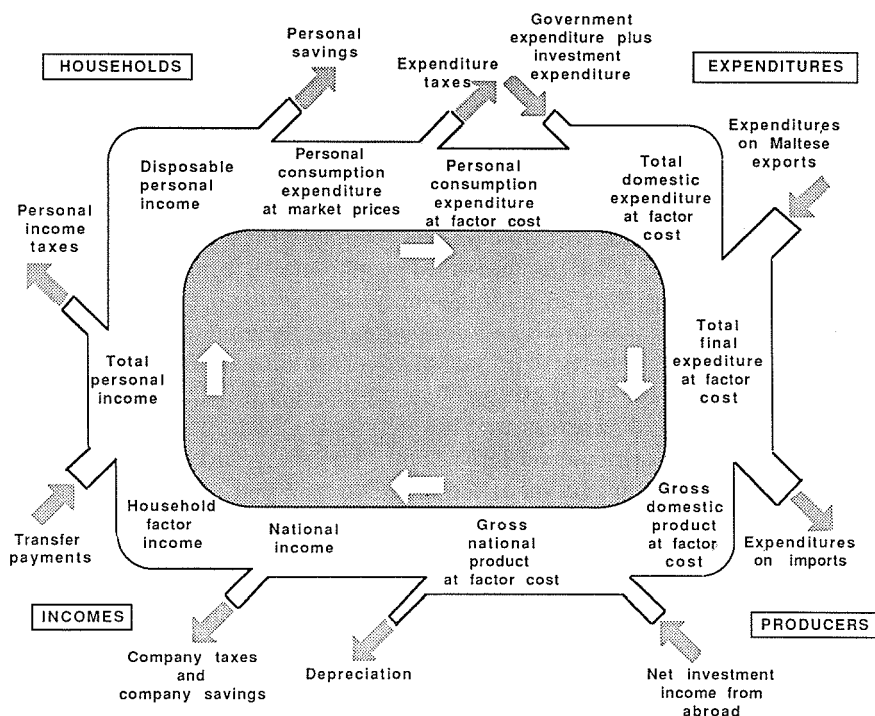 HOUSEHOLDS
Personal
savings
Expenditure
taxes
Government
expenditure plus
investment
expenditure
EXPENDITURES
Expenditures
on Maltese
exports
Disposable
personal
income
Personal
consumption
expenditure
at market prices
Personal
consumption
expenditure
at factor cost
Total
domestic
expenditure
at factor
cost
Personal
income
taxes
Total
personal
income
Total
final
expediture
at factor
cost
Transfer
payments
Household
factor
income
National
income
Gross
national
product
at factor cost
Gross
domestic
product
at factor
cost
Expenditures
on imports
INCOMES
Company taxes
and
company savings
Depreciation
Net investment
income from
abroad
PRODUCERS